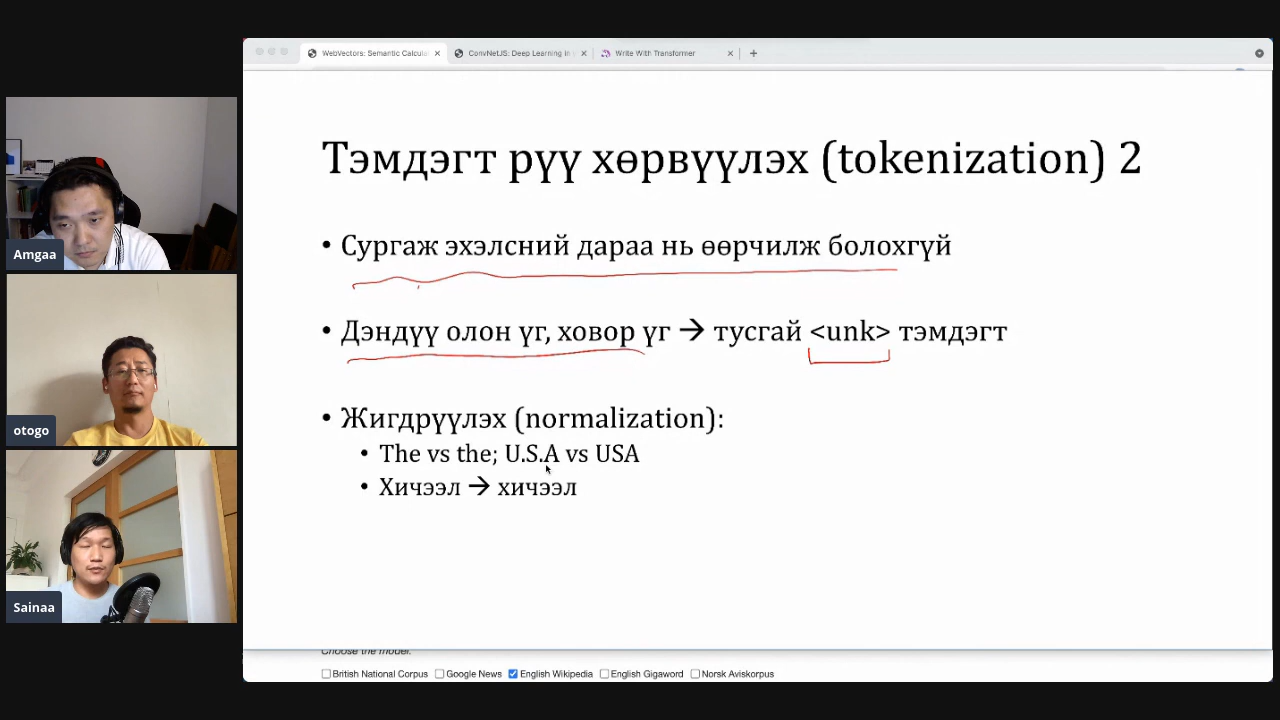 WebVectors: Semantic Calcula
ConvNetJS: Deep Learning in
Write With Transformer
Тэмдэгт рүү хөрвүүлэх (tokenization) 2
• Сургаж эхэлсний дараа нь өөрчилж болохгүй
• Дэндүү олон үг, ховор үг → тусгай <unk> тэмдэгт
• Жигдрүүлэх (normalization):
• The vs the; U.S.A vs USA
• Хичээл → хичээл
Amgaa
otogo
Sainaa
Choose the model:
British National Corpus Google News English Wikipedia English Gigaword Norsk Aviskorpus